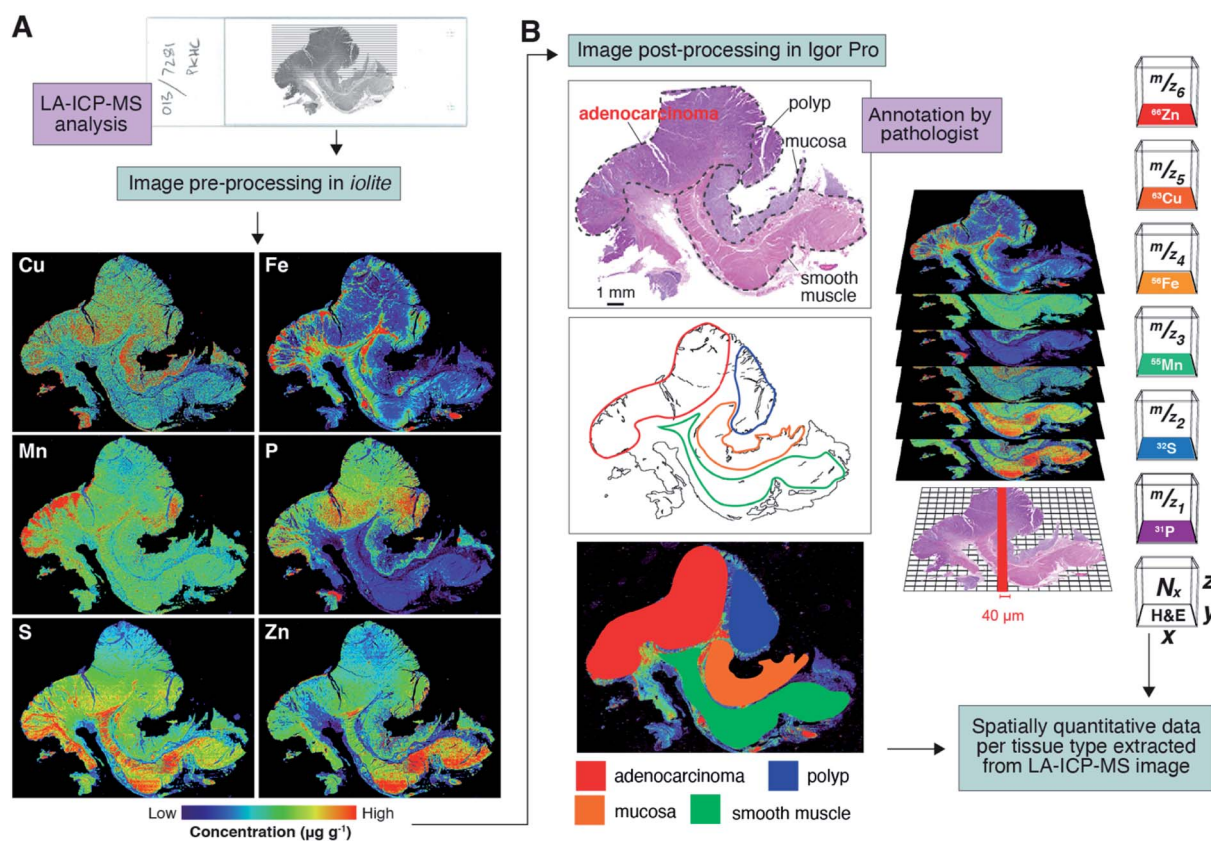 A
013/7281
PKHC
LA-ICP-MS
analysis
Image pre-processing in iolite
Cu
Fe
Mn
P
S
Zn
Low
High
Concentration (µg g⁻¹)
B
Image post-processing in Igor Pro
adenocarcinoma
polyp
mucosa
smooth
muscle
1 mm
Annotation by
pathologist
adenocarcinoma
polyp
mucosa
smooth muscle
40 µm
m/z₆
⁶⁶Zn
m/z₅
⁶³Cu
m/z₄
⁵⁶Fe
m/z₃
⁵⁵Mn
m/z₂
³²S
m/z₁
³¹P
Nₓ
H&E
z
y
x
Spatially quantitative data
per tissue type extracted
from LA-ICP-MS image